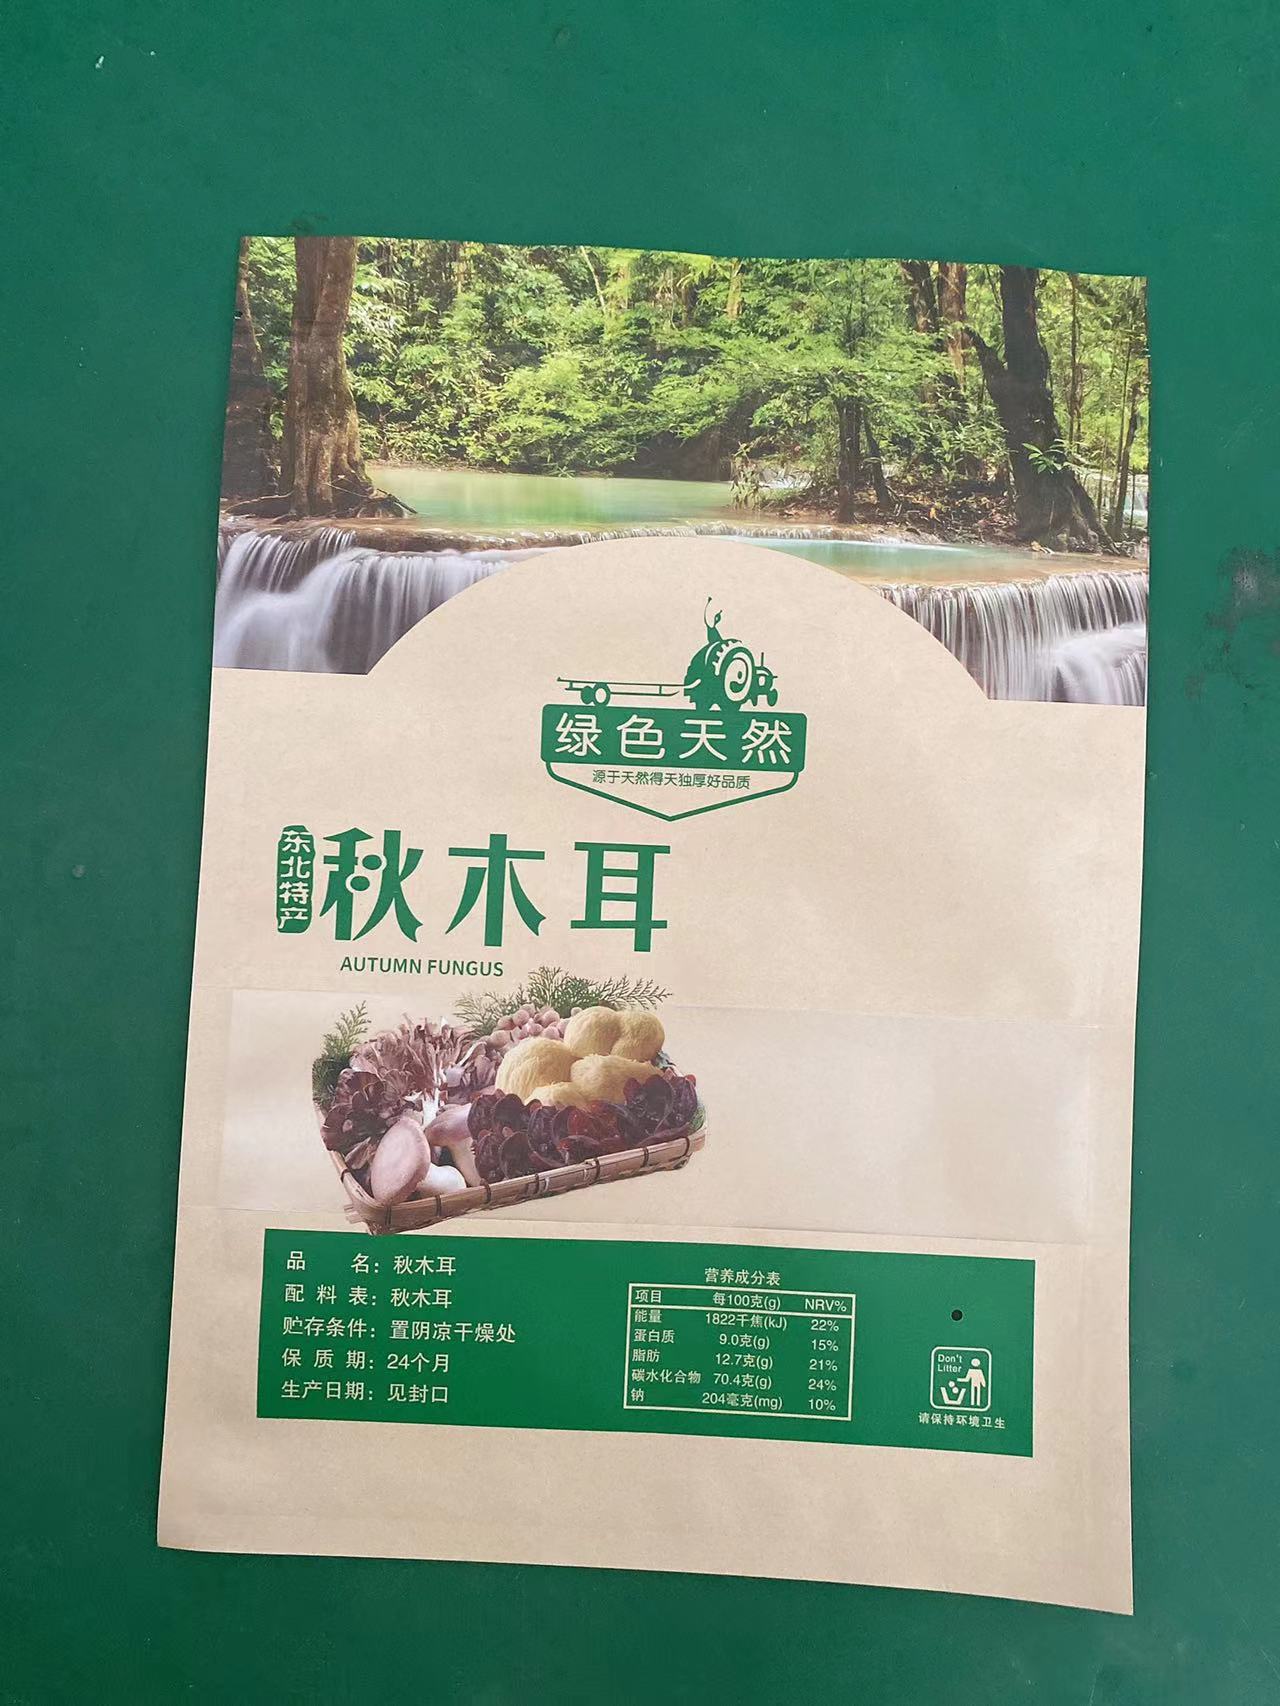 绿色天然
源于天然得天独厚好品质
东北特产
秋木耳
AUTUMN FUNGUS
品 名：秋木耳
配 料 表：秋木耳
贮存条件：置阴凉干燥处
保 质 期：24个月
生产日期：见封口
营养成分表
项目 每100克(g) NRV%
能量 1822千焦(kJ) 22%
蛋白质 9.0克(g) 15%
脂肪 12.7克(g) 21%
碳水化合物 70.4克(g) 24%
钠 204毫克(mg) 10%
Don't
Litter
请保持环境卫生